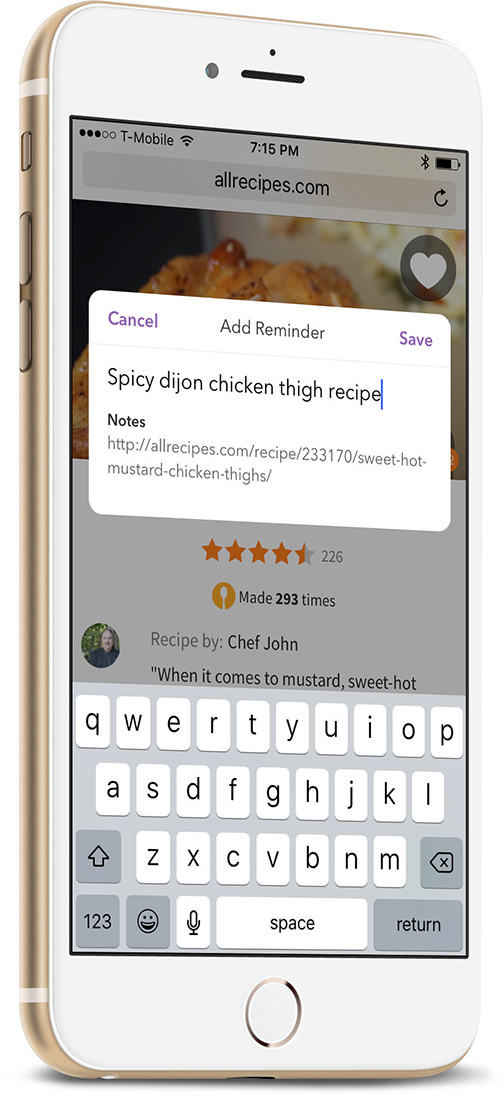 T-Mobile 7:15 PM
allrecipes.com
Cancel Add Reminder Save
Spicy dijon chicken thigh recipe
Notes
http://allrecipes.com/recipe/233170/sweet-hot-
mustard-chicken-thighs/
226
Made 293 times
Recipe by: Chef John
"When it comes to mustard, sweet-hot
q w e r t y u i o p
a s d f g h j k l
z x c v b n m
123 space return